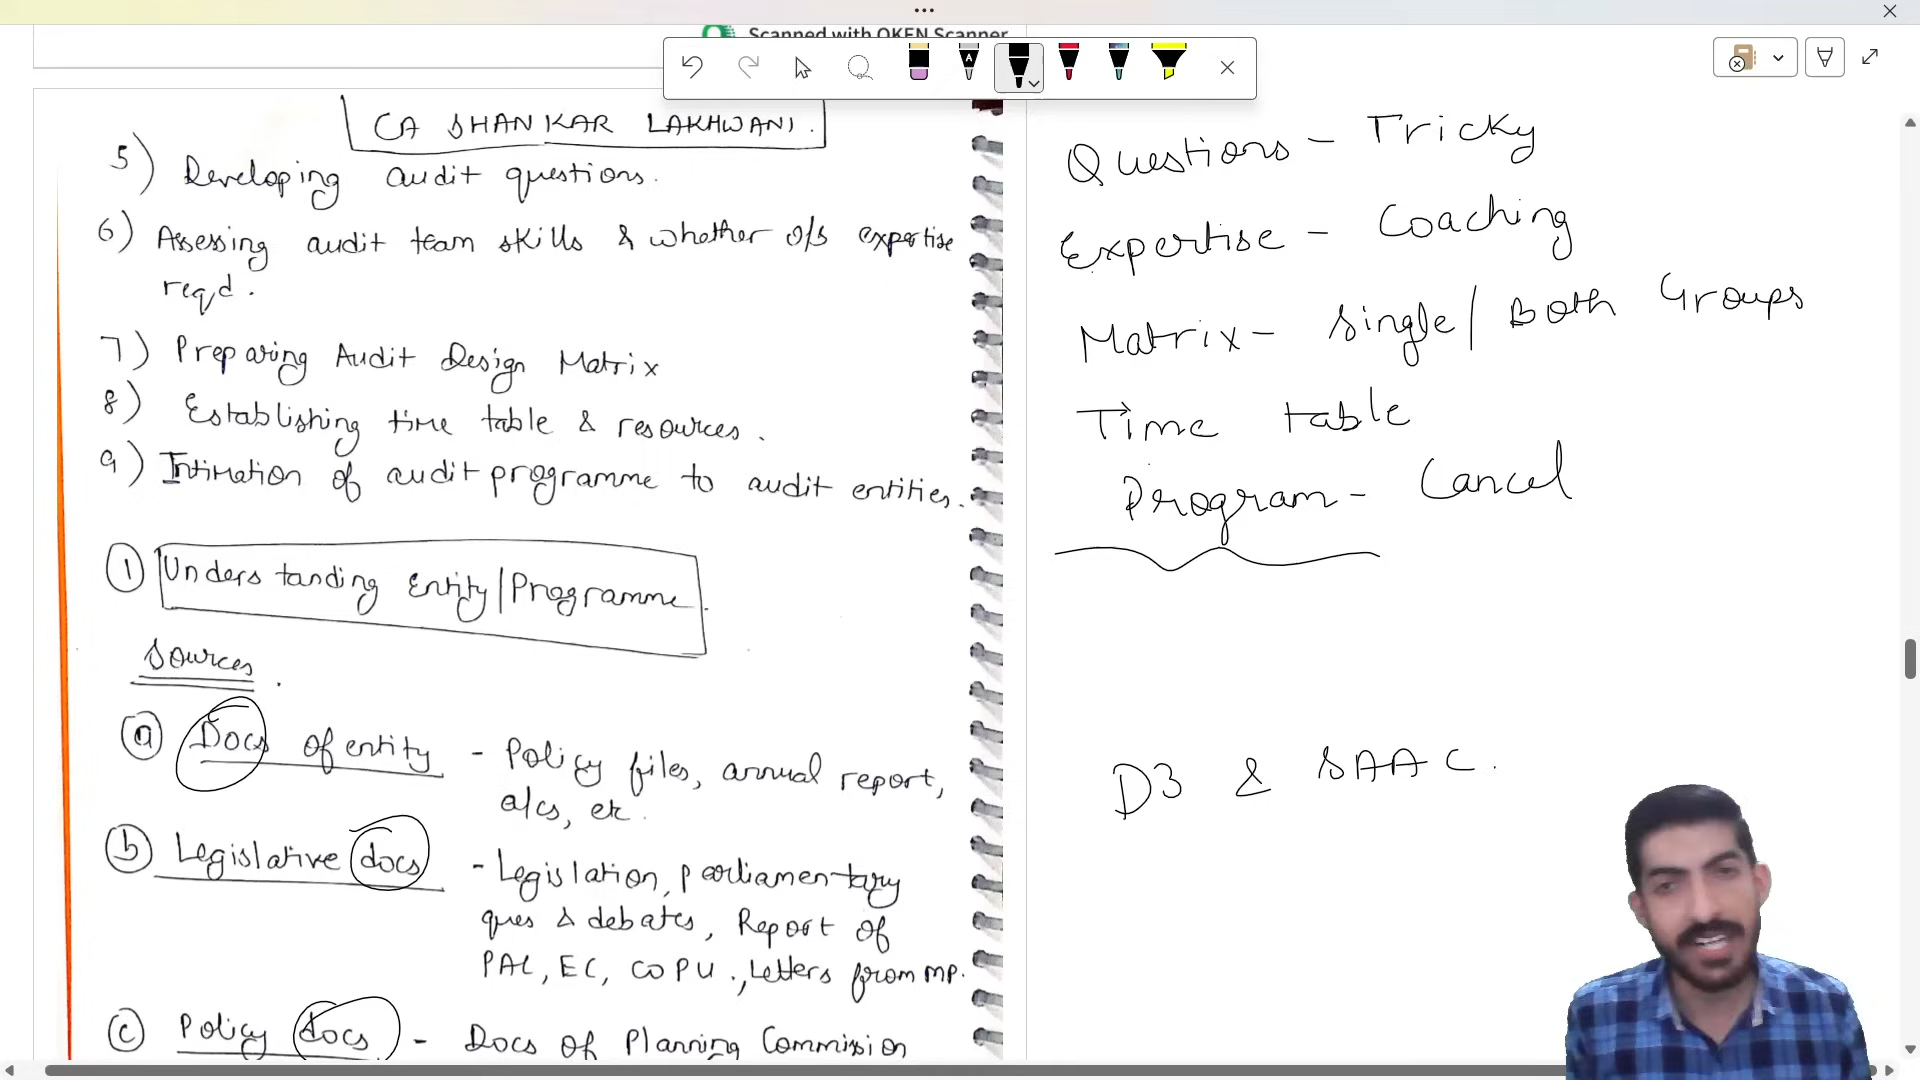 Scanned with OKEN Scanner
CA SHANKAR LAKHWANI.
5) Developing audit questions.
6) Assessing audit team skills & whether o/s expertise
reqd.
7) Preparing Audit Design Matrix
8) Establishing time table & resources.
9) Intimation of audit programme to audit entities.
① Understanding Entity/Programme.
Sources
ⓐ Docs of entity - Policy files, annual report,
a/cs, etc.
ⓑ Legislative docs - Legislation, parliamentary
ques & debates, Report of
PAC, EC, COPU., Letters from MP.
ⓒ Policy docs - Docs of Planning Commission
Questions - Tricky
Expertise - Coaching
Matrix - Single/Both Groups
Time table
Program - Cancel
D3 & SAAC.